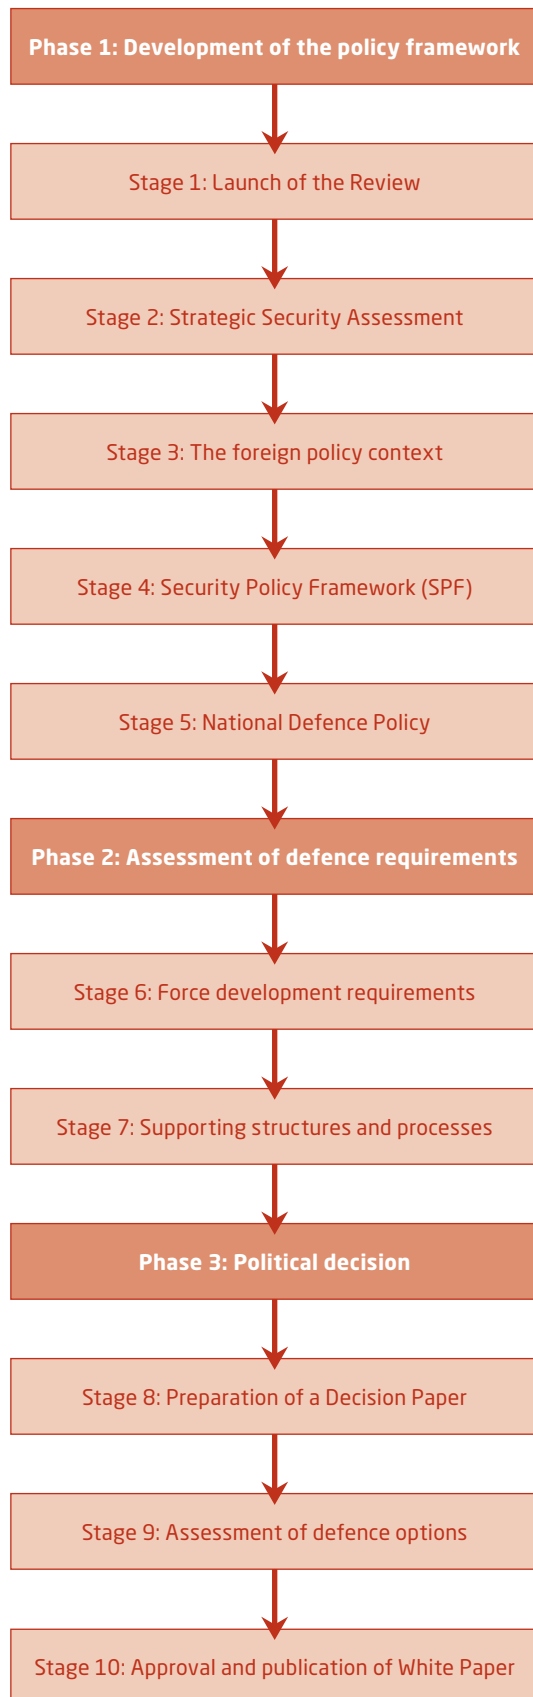 Phase 1: Development of the policy framework
Stage 1: Launch of the Review
Stage 2: Strategic Security Assessment
Stage 3: The foreign policy context
Stage 4: Security Policy Framework (SPF)
Stage 5: National Defence Policy
Phase 2: Assessment of defence requirements
Stage 6: Force development requirements
Stage 7: Supporting structures and processes
Phase 3: Political decision
Stage 8: Preparation of a Decision Paper
Stage 9: Assessment of defence options
Stage 10: Approval and publication of White Paper